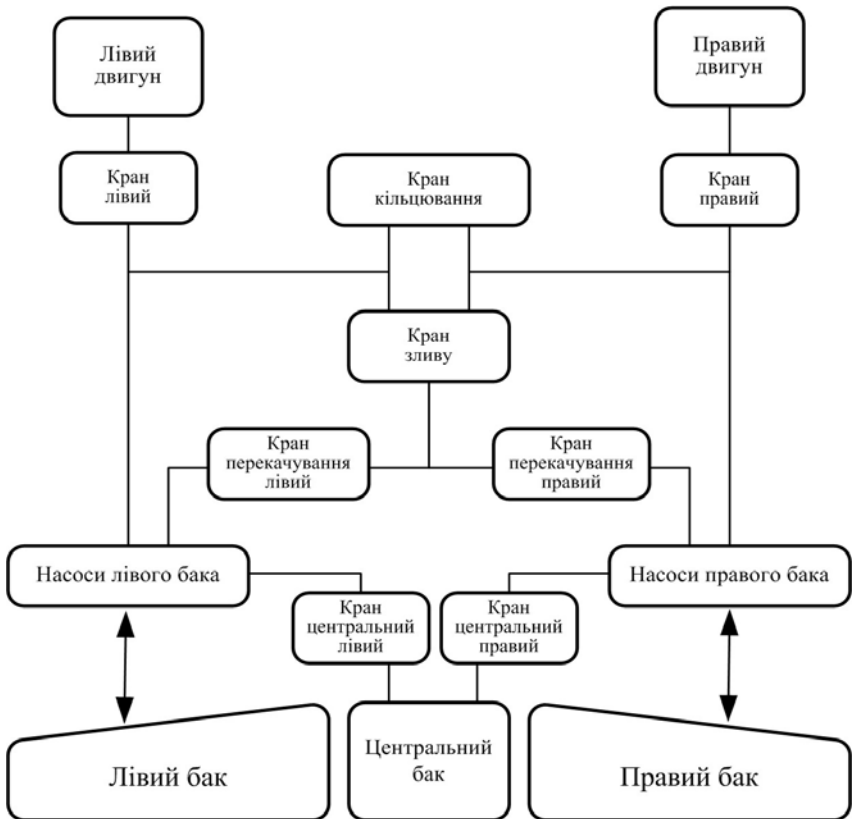 Лівий
двигун
Правий
двигун
Кран
лівий
Кран
кільцювання
Кран
правий
Кран
зливу
Кран
перекачування
лівий
Кран
перекачування
правий
Насоси лівого бака
Насоси правого бака
Кран
центральний
лівий
Кран
центральний
правий
Лівий бак
Центральний
бак
Правий бак